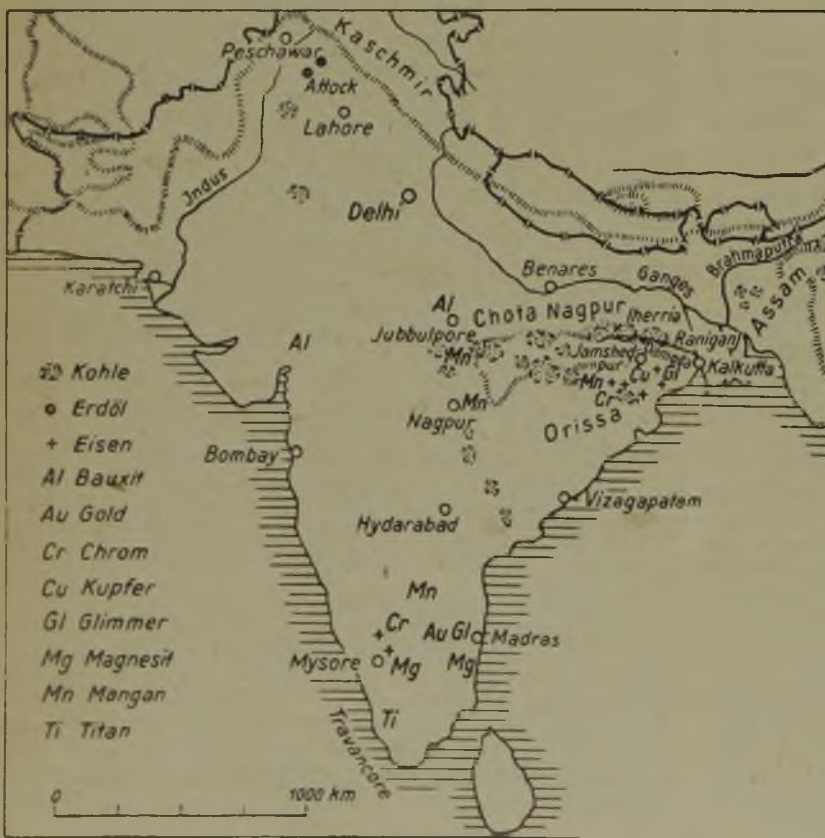 Peschawar
Kaschmir
Attock
Lahore
Indus
Delhi
Brahmaputra
Assam
Benares
Ganges
Karatchi
Al
Chota Nagpur
Jherria
Jubbulpore
Raniganj
Al
Mn
Jamshed-
pur
Kalkutta
Cu + Gl
Mn + +
Cr
+
Mn
Nagpur
Orissa
Bombay
Vizagapatam
Hydarabad
Mn
Cr
+
Au Gl
Madras
+
Mysore
Mg
Mg
Ti
Travancore
Kohle
Erdöl
+ Eisen
Al Bauxit
Au Gold
Cr Chrom
Cu Kupfer
Gl Glimmer
Mg Magnesit
Mn Mangan
Ti Titan
0 1000 km